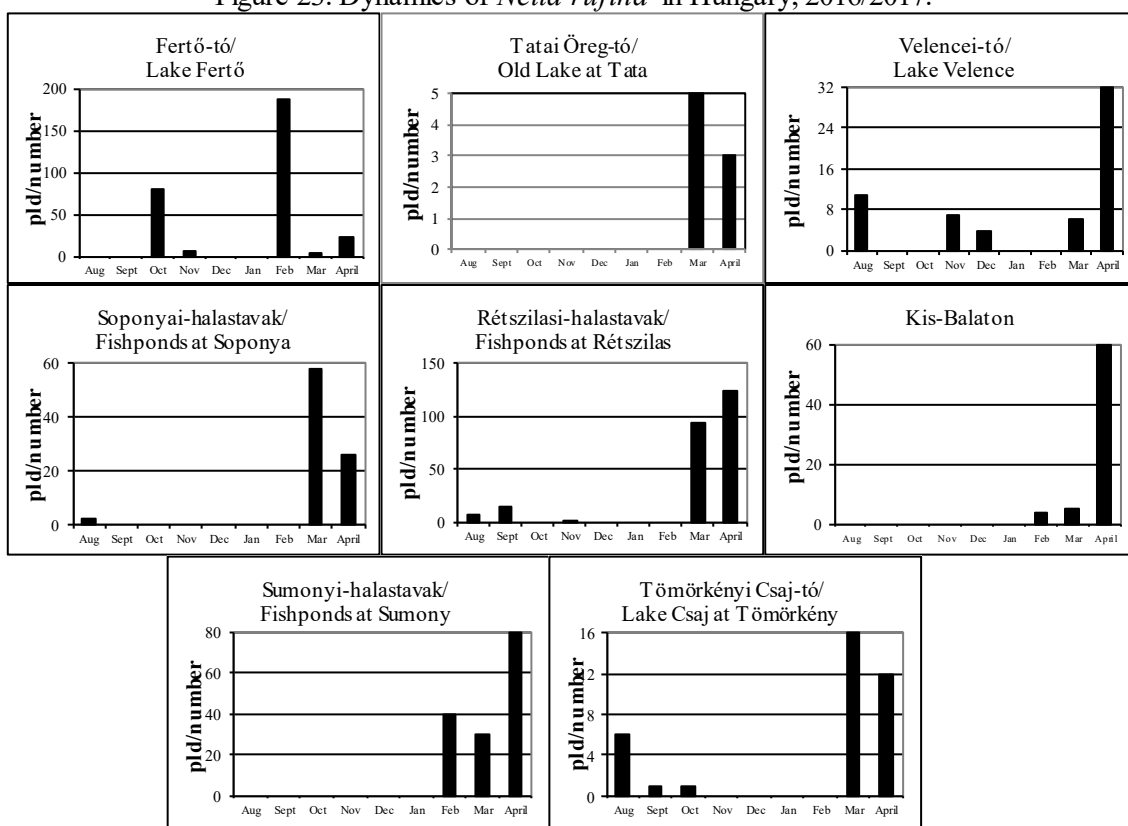 Figure 23. Dynamics of Netta rufina in Hungary, 2016/2017.
Fertő-tó/
Lake Fertő
pld/number
200
150
100
50
0
Aug Sept Oct Nov Dec Jan Feb Mar April
Tatai Öreg-tó/
Old Lake at Tata
pld/number
5
4
3
2
1
0
Aug Sept Oct Nov Dec Jan Feb Mar April
Velencei-tó/
Lake Velence
pld/number
32
24
16
8
0
Aug Sept Oct Nov Dec Jan Feb Mar April
Soponyai-halastavak/
Fishponds at Soponya
pld/number
60
40
20
0
Aug Sept Oct Nov Dec Jan Feb Mar April
Rétszilasi-halastavak/
Fishponds at Rétszilas
pld/number
150
100
50
0
Aug Sept Oct Nov Dec Jan Feb Mar April
Kis-Balaton
pld/number
60
40
20
0
Aug Sept Oct Nov Dec Jan Feb Mar April
Sumonyi-halastavak/
Fishponds at Sumony
pld/number
80
60
40
20
0
Aug Sept Oct Nov Dec Jan Feb Mar April
Tömörkényi Csaj-tó/
Lake Csaj at Tömörkény
pld/number
16
12
8
4
0
Aug Sept Oct Nov Dec Jan Feb Mar April